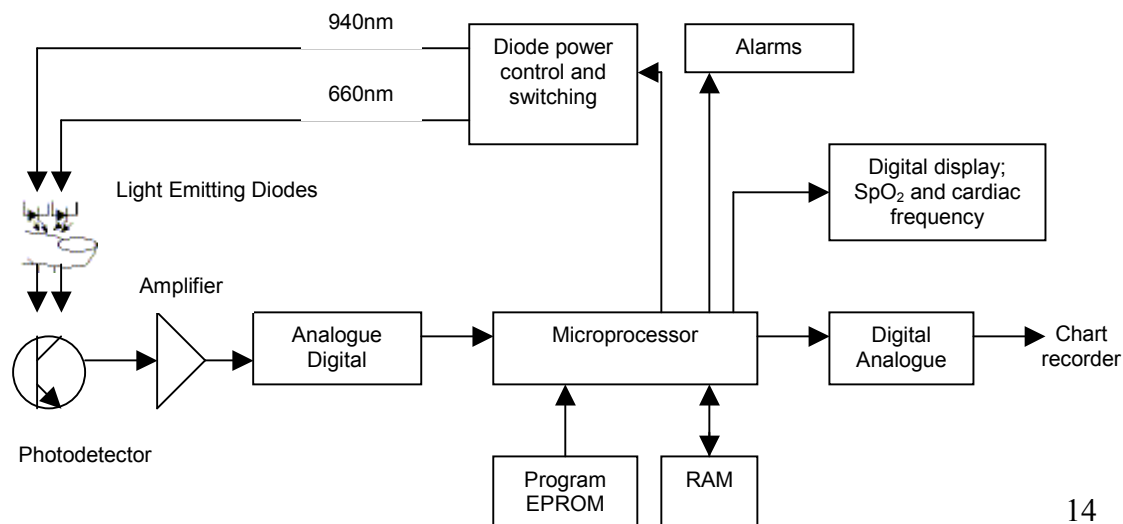 940nm
660nm
Diode power
control and
switching
Alarms
Digital display;
SpO₂ and cardiac
frequency
Light Emitting Diodes
Amplifier
Analogue
Digital
Microprocessor
Digital
Analogue
Chart
recorder
Photodetector
Program
EPROM
RAM
14